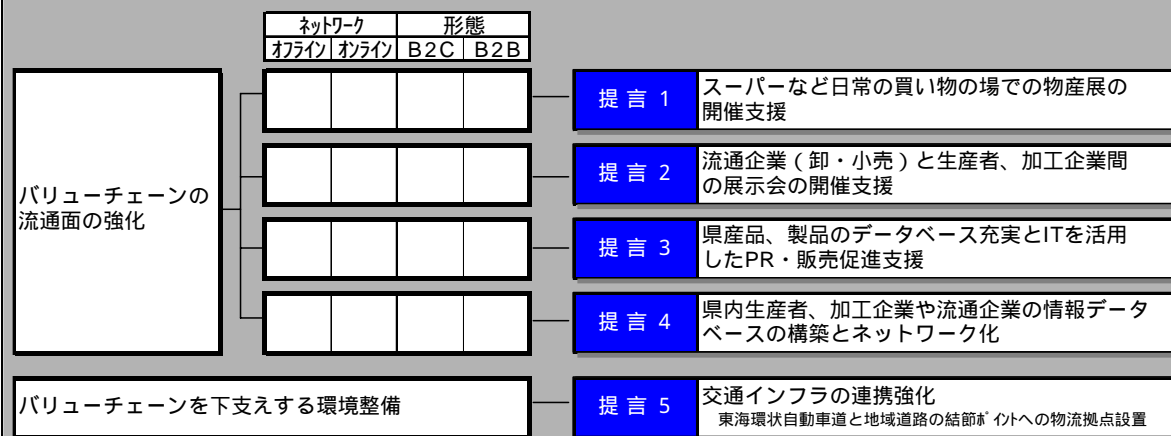 ﾈｯﾄﾜｰｸ 形態
ｵﾌﾗｲﾝ ｵﾝﾗｲﾝ B2C B2B
バリューチェーンの
流通面の強化
提言 1
スーパーなど日常の買い物の場での物産展の
開催支援
提言 2
流通企業（卸・小売）と生産者、加工企業間
の展示会の開催支援
提言 3
県産品、製品のデータベース充実とITを活用
したPR・販売促進支援
提言 4
県内生産者、加工企業や流通企業の情報データ
ベースの構築とネットワーク化
バリューチェーンを下支えする環境整備
提言 5
交通インフラの連携強化
東海環状自動車道と地域道路の結節ﾎﾟｲﾝﾄへの物流拠点設置